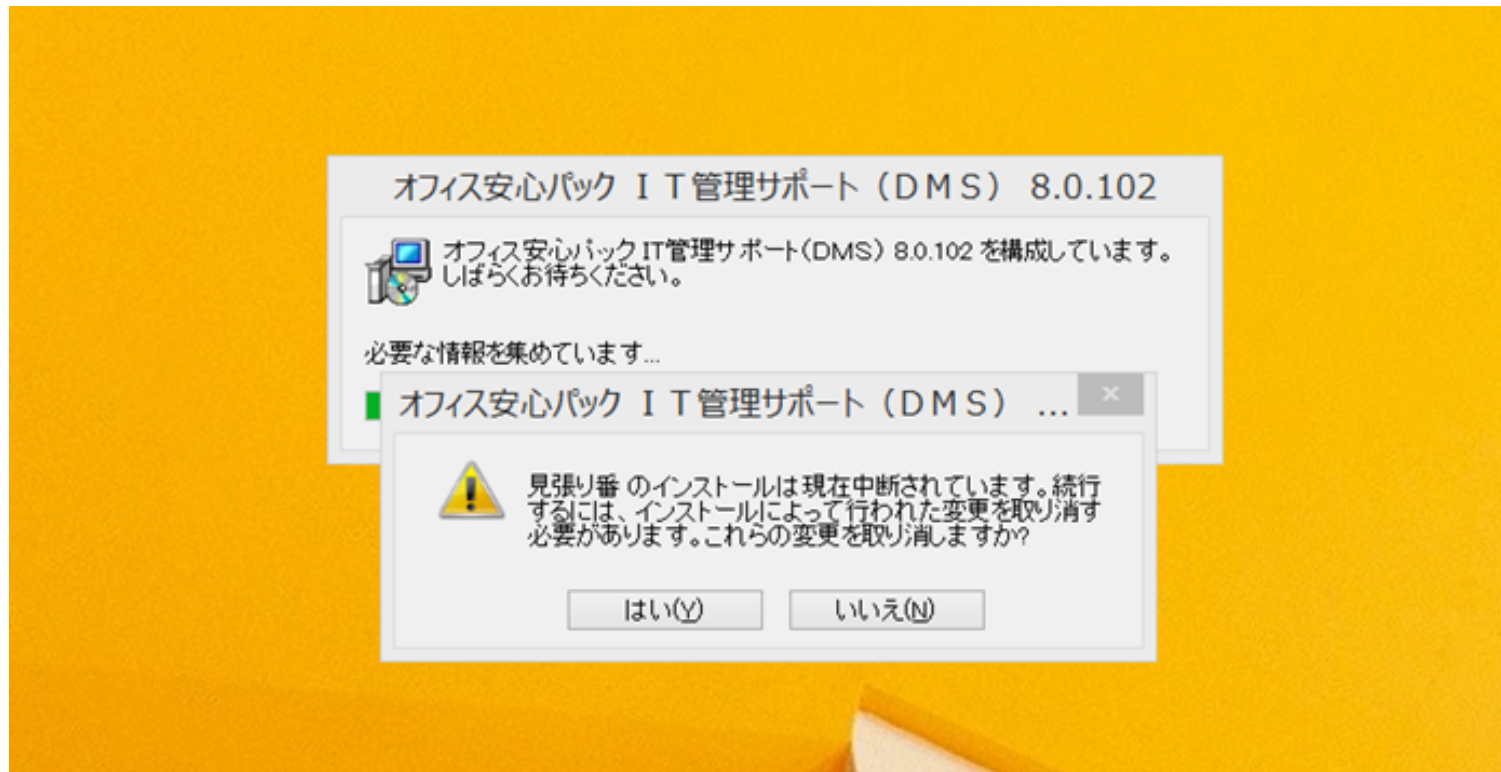 オフィス安心パック ＩＴ管理サポート（ＤＭＳ） 8.0.102
オフィス安心パック IT管理サポート(DMS) 8.0.102 を構成しています。
しばらくお待ちください。
必要な情報を集めています...
オフィス安心パック ＩＴ管理サポート（ＤＭＳ） ...
見張り番 のインストールは現在中断されています。続行
するには、インストールによって行われた変更を取り消す
必要があります。これらの変更を取り消しますか?
はい(Y)
いいえ(N)